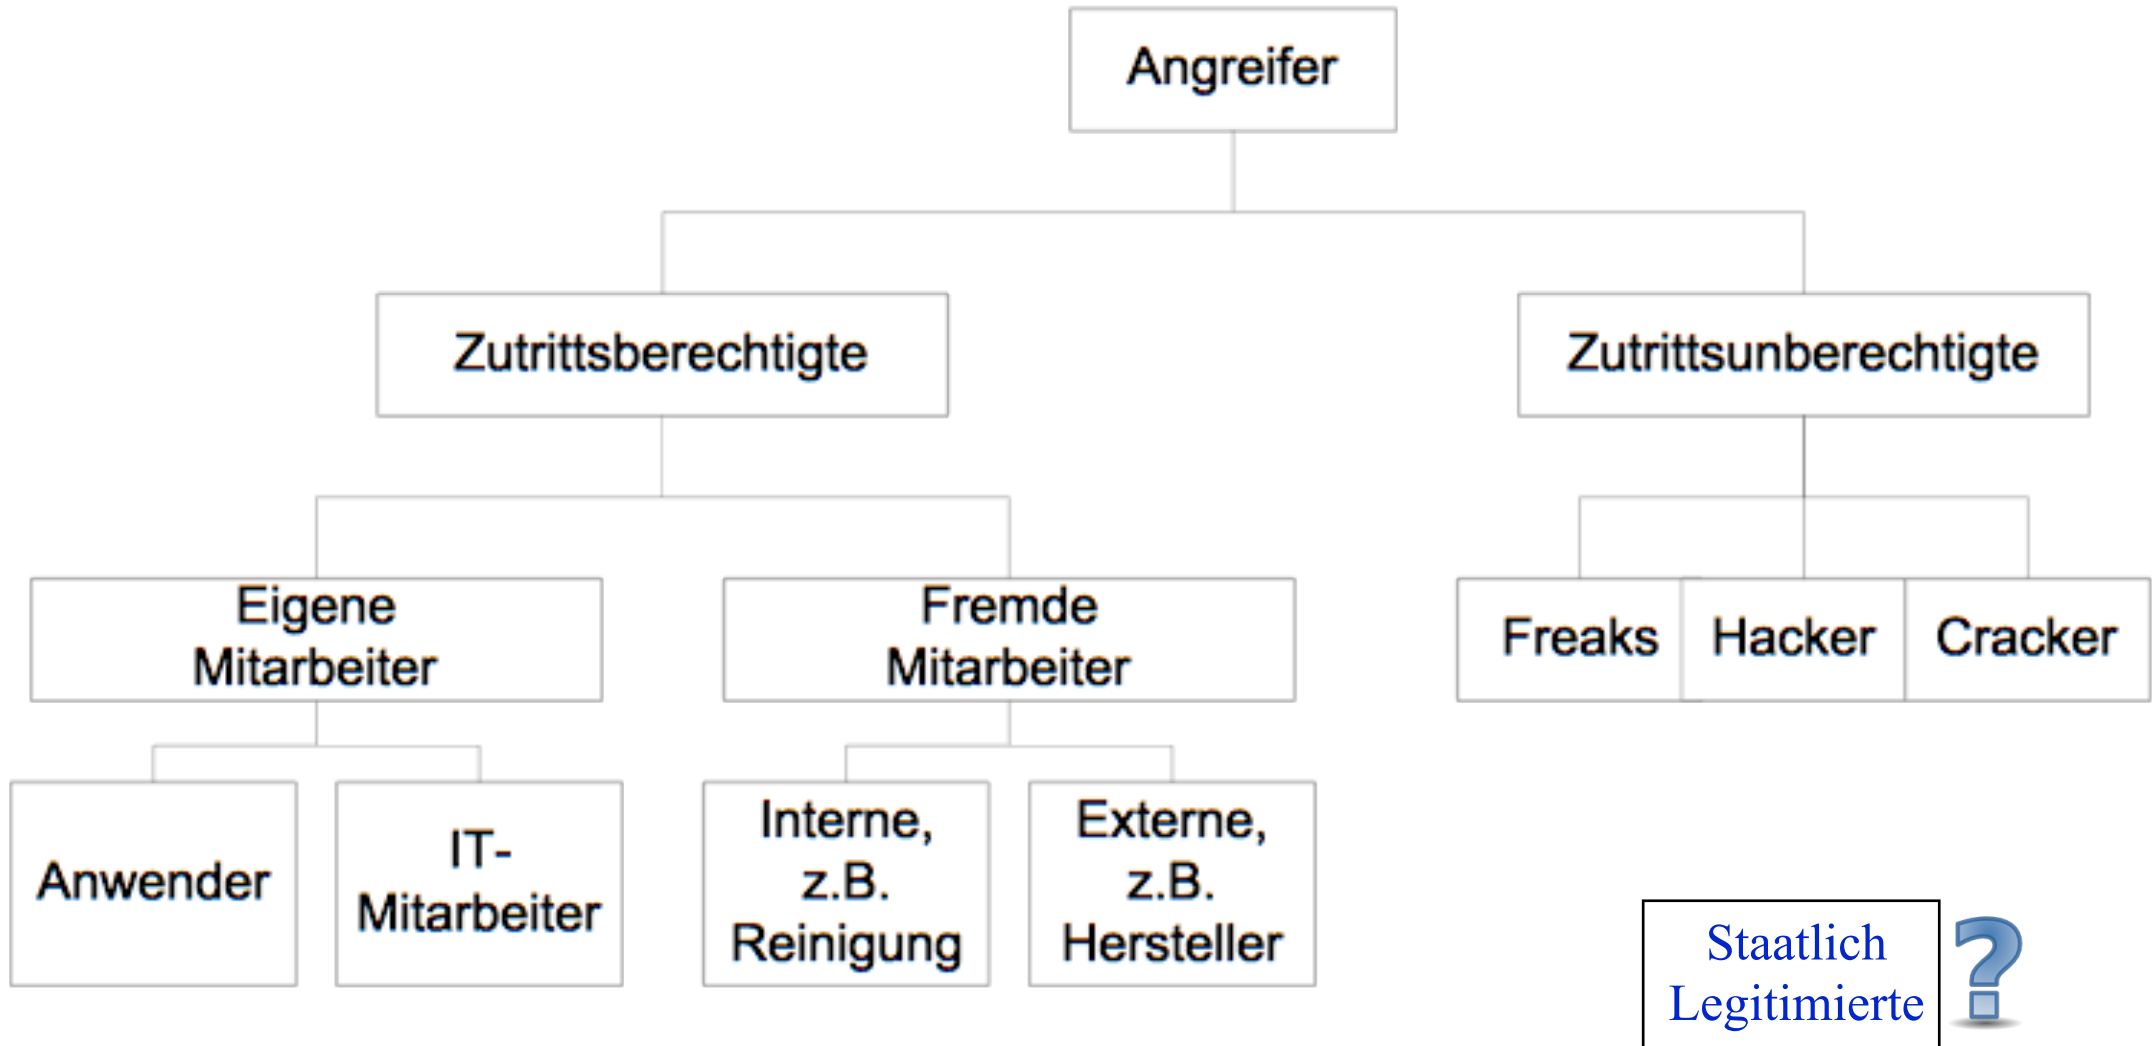 Angreifer
Zutrittsberechtigte
Zutrittsunberechtigte
Eigene
Mitarbeiter
Fremde
Mitarbeiter
Freaks
Hacker
Cracker
Anwender
IT-
Mitarbeiter
Interne,
z.B.
Reinigung
Externe,
z.B.
Hersteller
Staatlich
Legitimierte
?